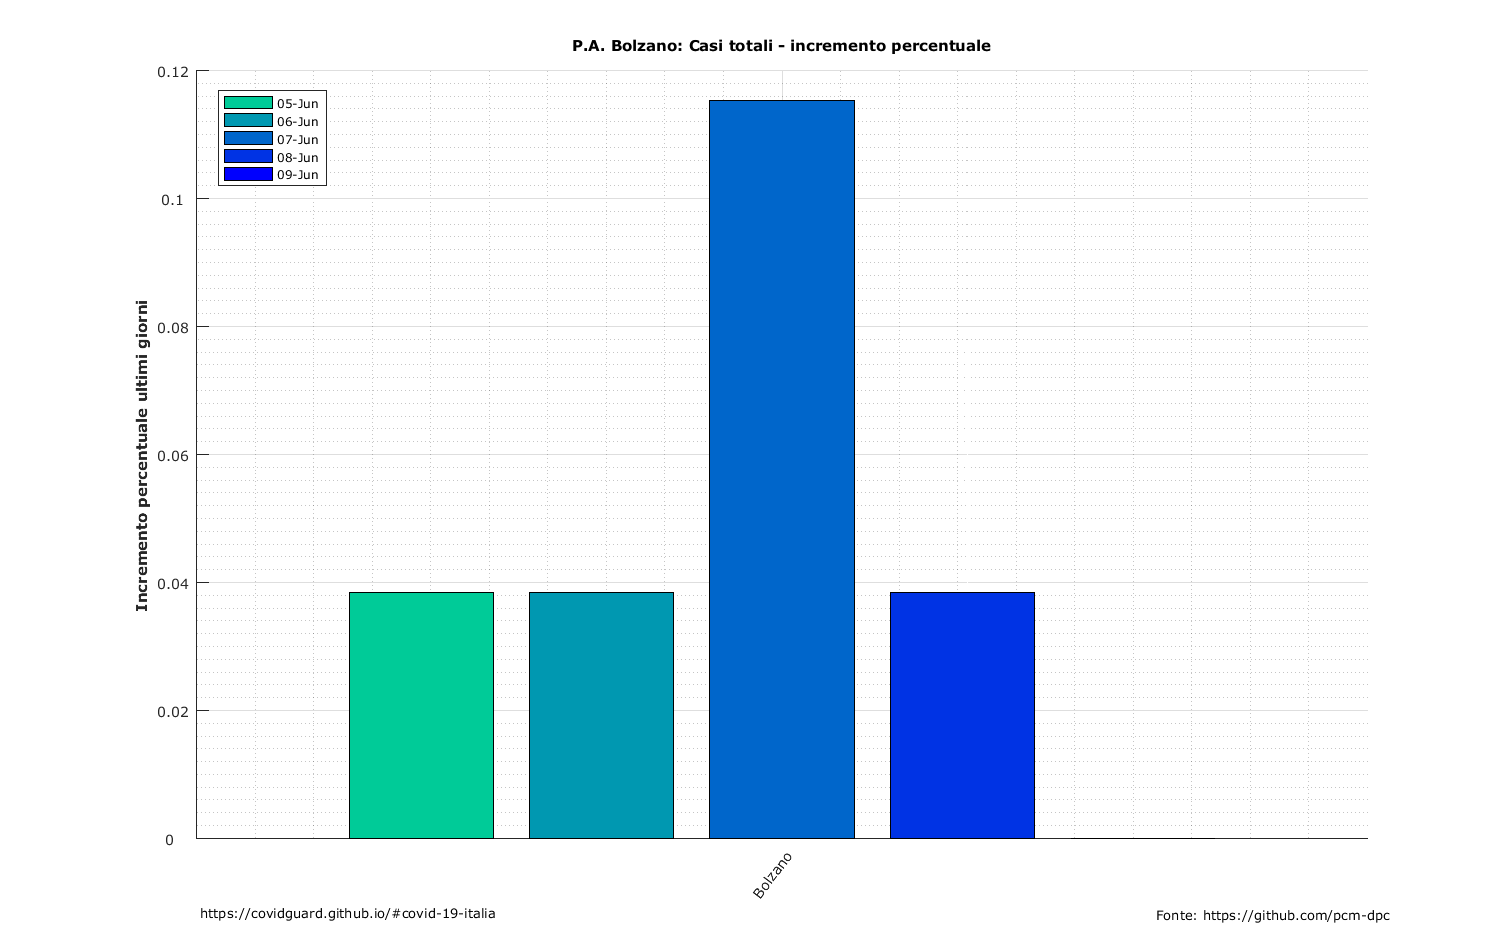 P.A. Bolzano: Casi totali - incremento percentuale
0.12
0.1
0.08
0.06
0.04
0.02
0
Incremento percentuale ultimi giorni
05-Jun
06-Jun
07-Jun
08-Jun
09-Jun
Bolzano
https://covidguard.github.io/#covid-19-italia
Fonte: https://github.com/pcm-dpc